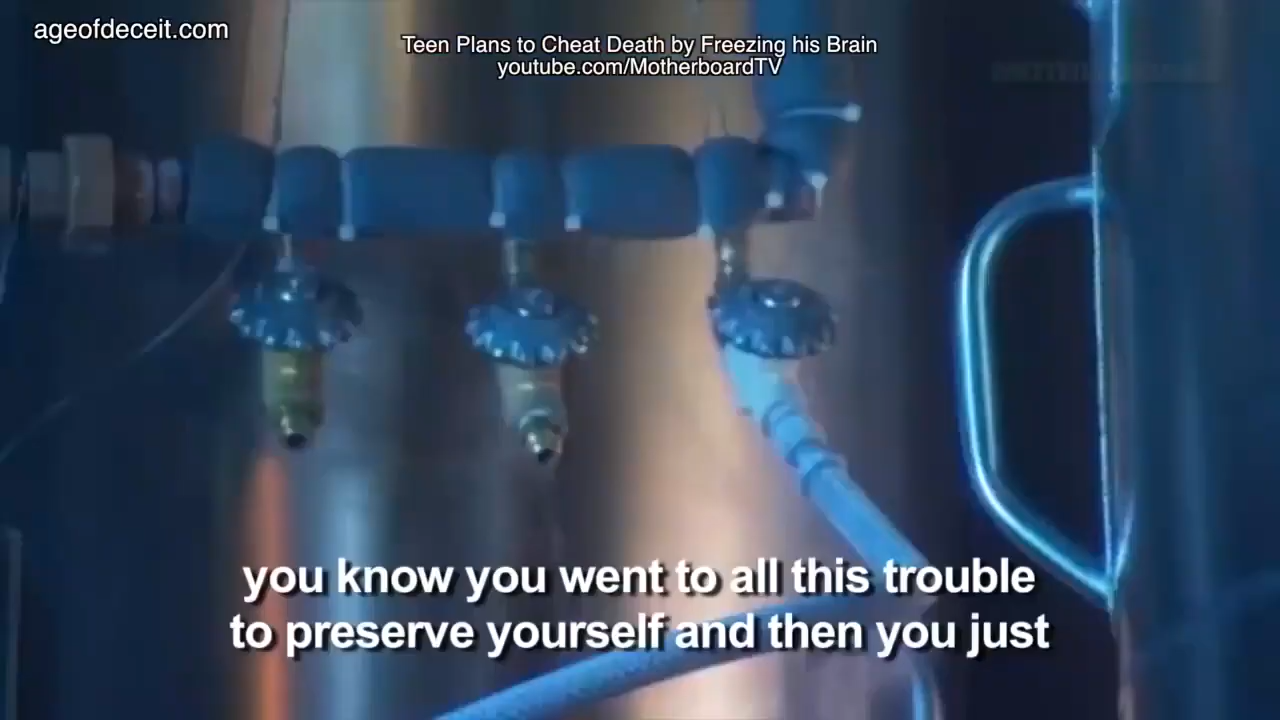 ageofdeceit.com
Teen Plans to Cheat Death by Freezing his Brain
youtube.com/MotherboardTV
you know you went to all this trouble
to preserve yourself and then you just